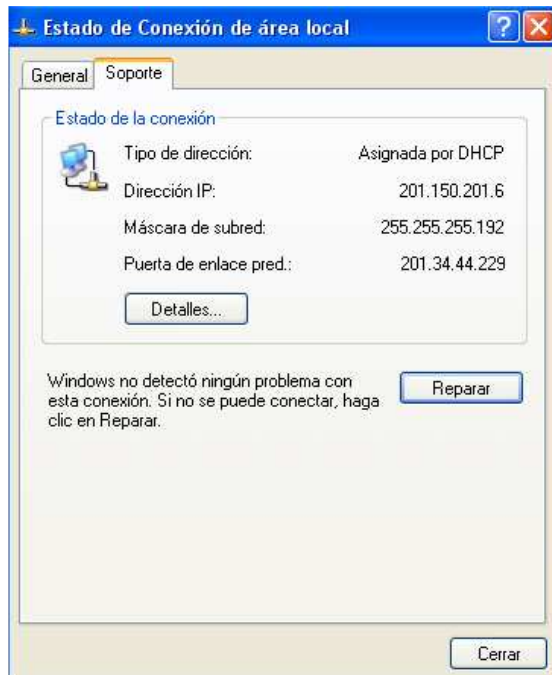 Estado de Conexión de área local
General Soporte
Estado de la conexión
Tipo de dirección: Asignada por DHCP
Dirección IP: 201.150.201.6
Máscara de subred: 255.255.255.192
Puerta de enlace pred.: 201.34.44.229
Detalles...
Windows no detectó ningún problema con
esta conexión. Si no se puede conectar, haga
clic en Reparar.
Reparar
Cerrar